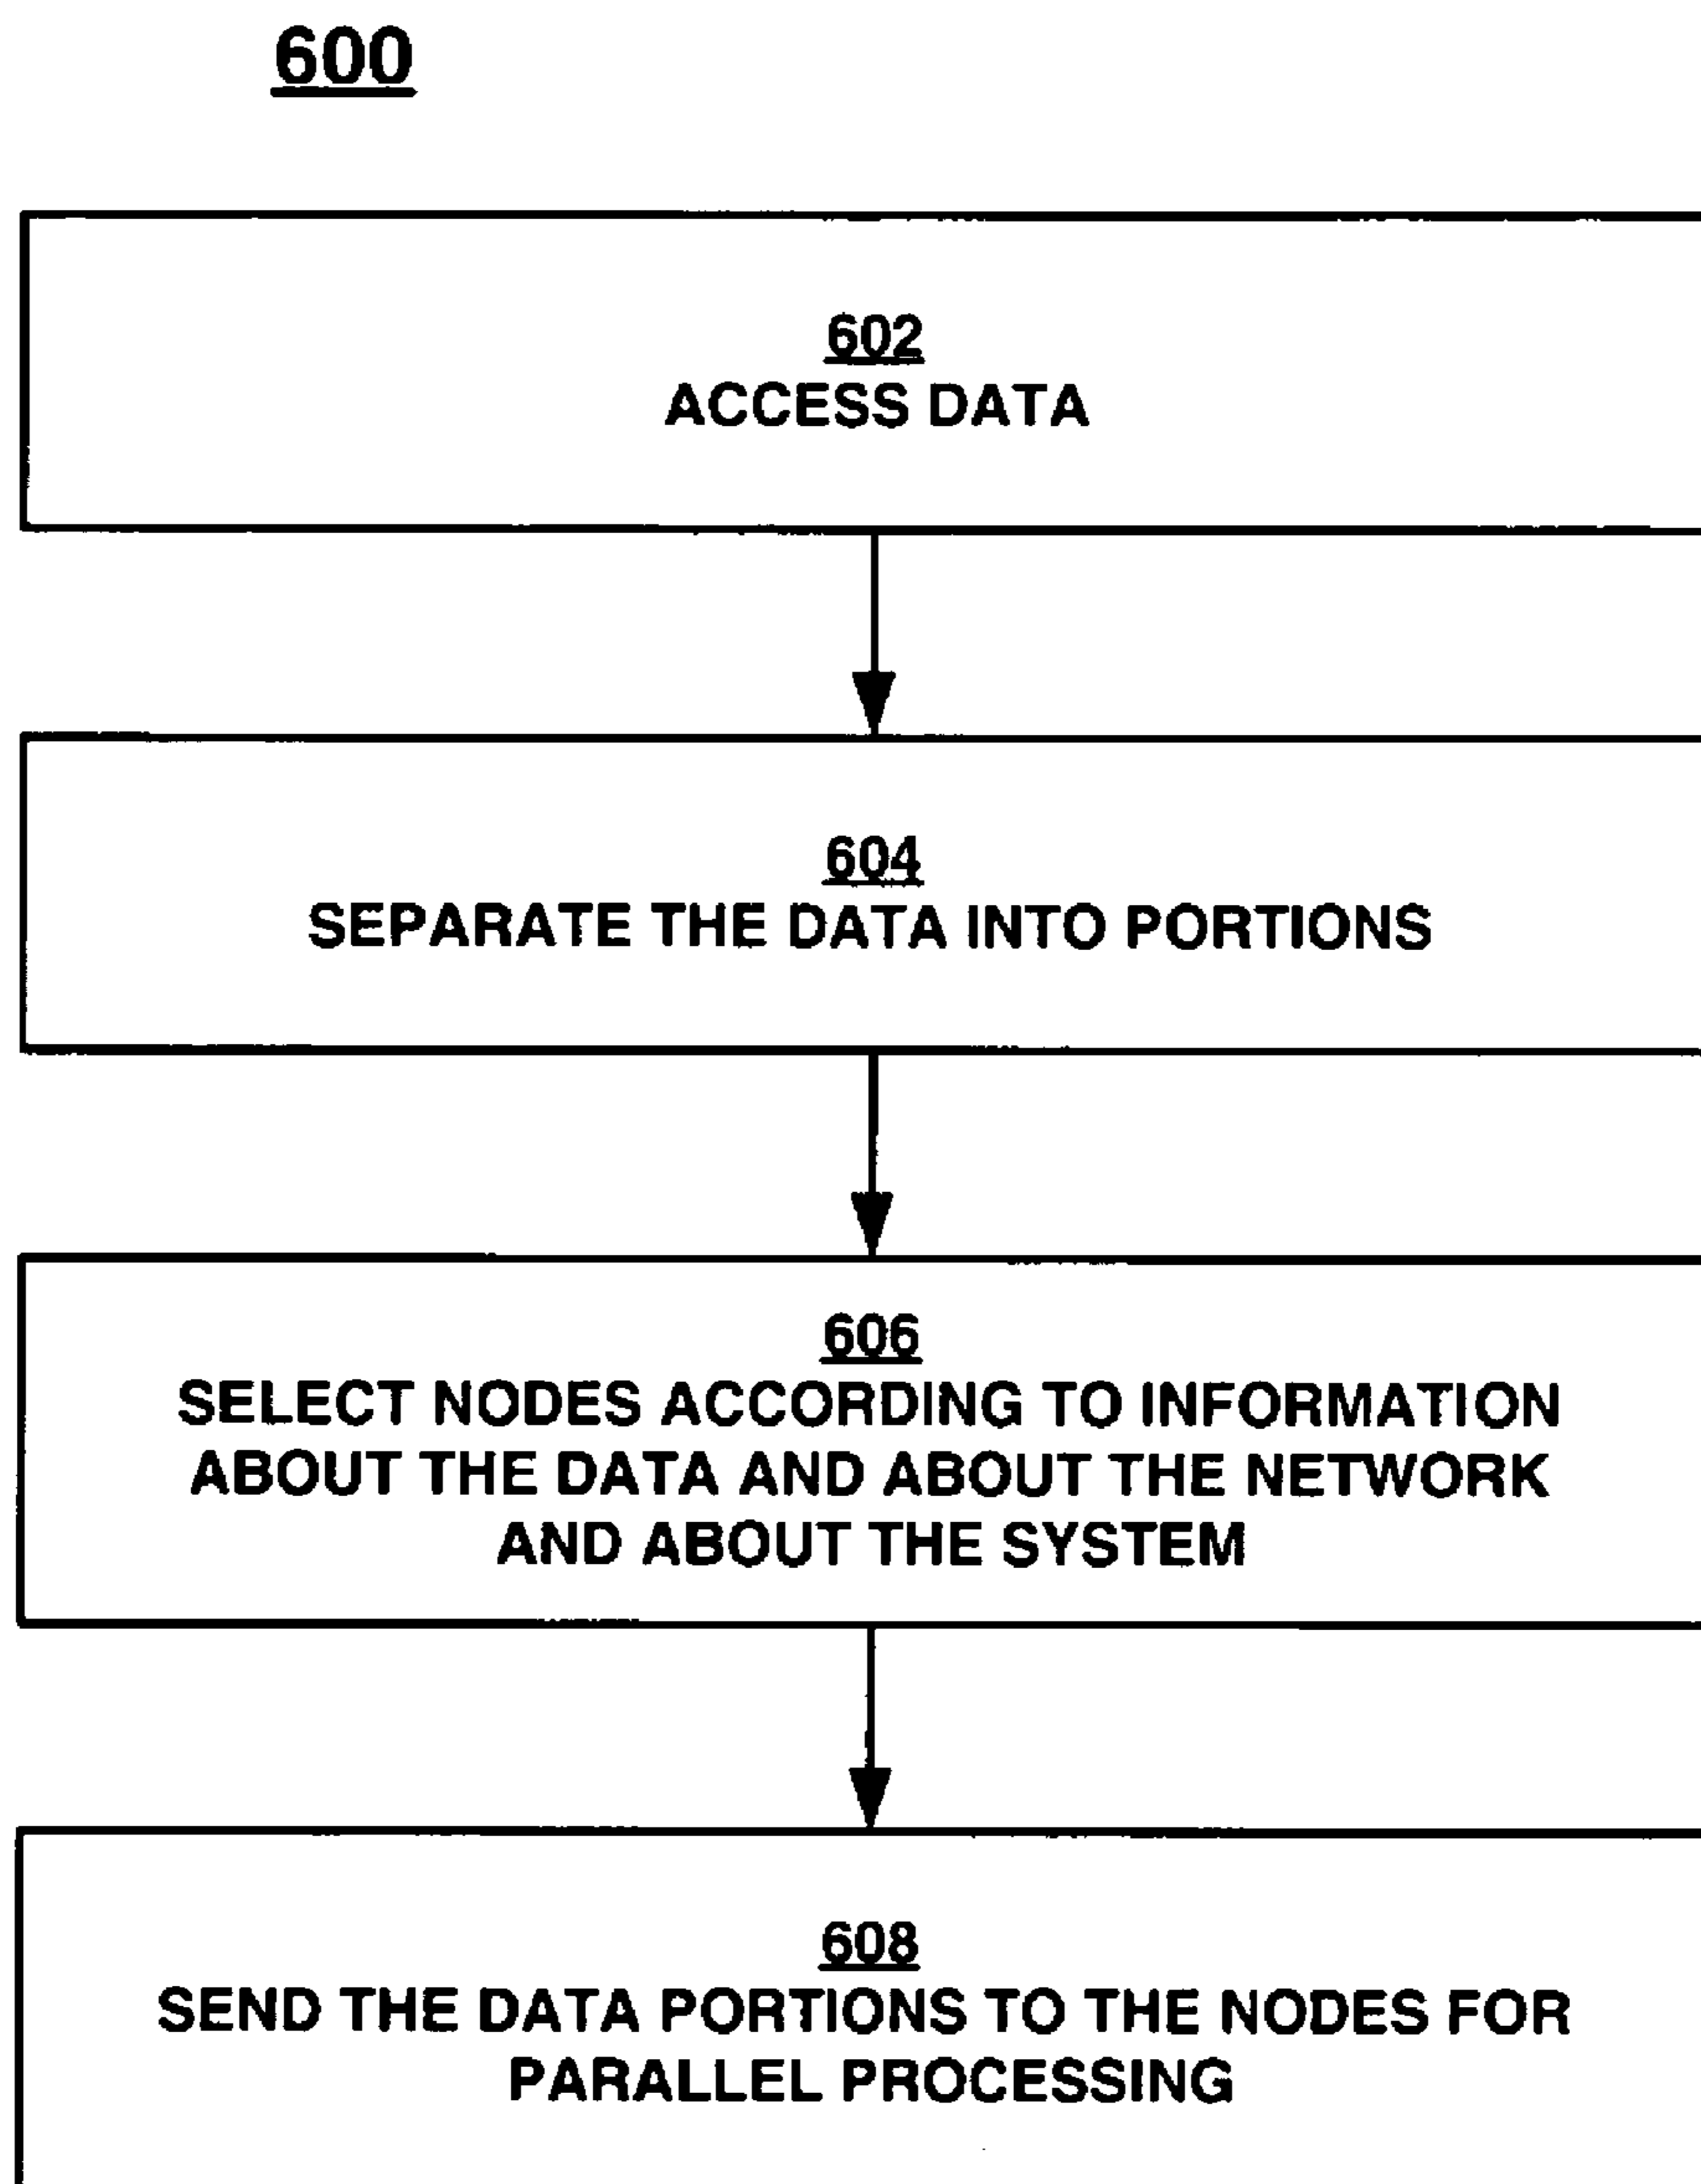 600
602
ACCESS DATA
604
SEPARATE THE DATA INTO PORTIONS
606
SELECT NODES ACCORDING TO INFORMATION
ABOUT THE DATA AND ABOUT THE NETWORK
AND ABOUT THE SYSTEM
608
SEND THE DATA PORTIONS TO THE NODES FOR
PARALLEL PROCESSING